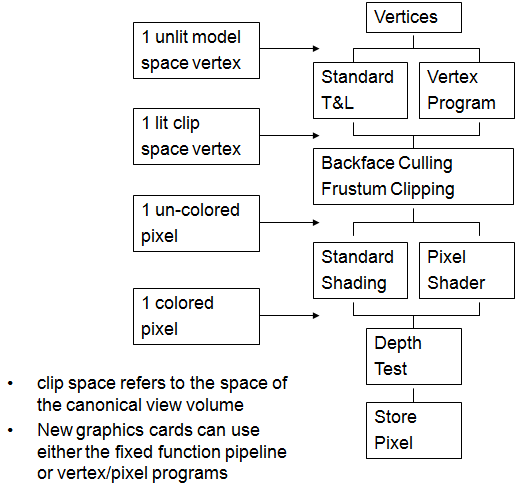 Vertices
1 unlit model
space vertex
Standard
T&L
Vertex
Program
1 lit clip
space vertex
Backface Culling
Frustum Clipping
1 un-colored
pixel
Standard
Shading
Pixel
Shader
1 colored
pixel
Depth
Test
Store
Pixel
• clip space refers to the space of
the canonical view volume
• New graphics cards can use
either the fixed function pipeline
or vertex/pixel programs